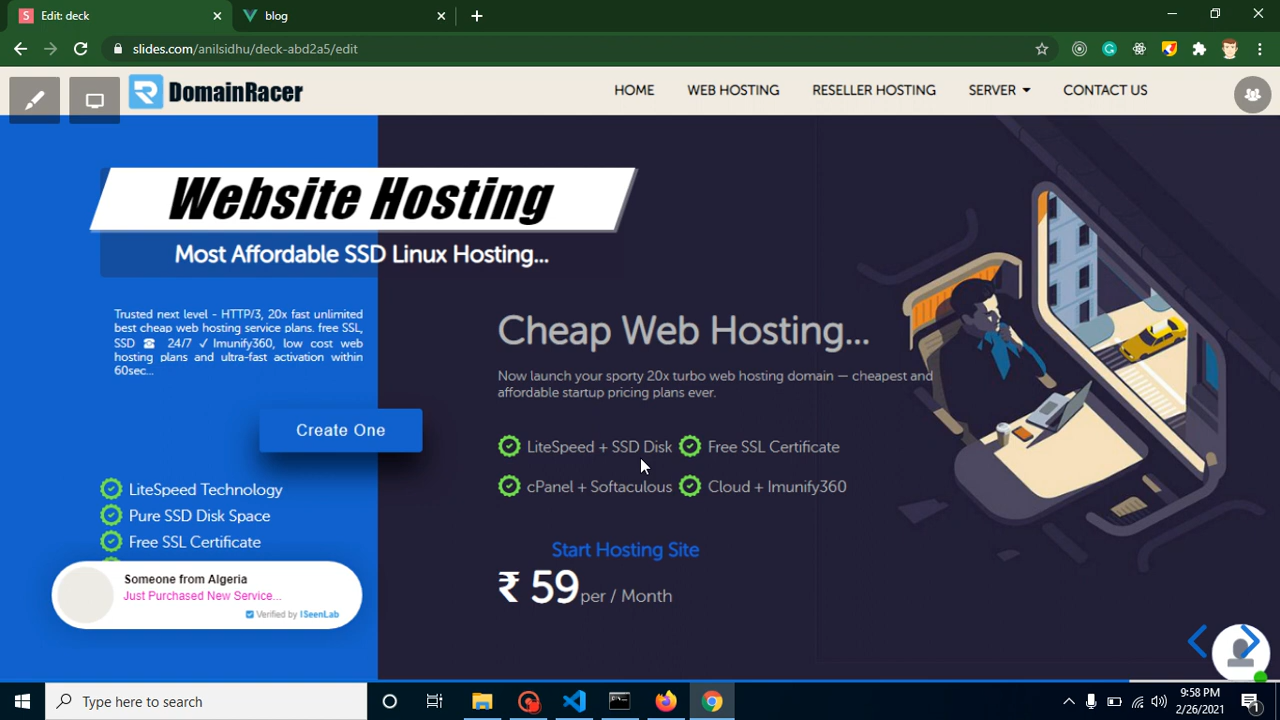 Edit: deck
blog
slides.com/anilsidhu/deck-abd2a5/edit
DomainRacer
HOME
WEB HOSTING
RESELLER HOSTING
SERVER
CONTACT US
Website Hosting
Most Affordable SSD Linux Hosting...
Trusted next level - HTTP/3, 20x fast unlimited
best cheap web hosting service plans. free SSL,
SSD ☎ 24/7 ✓ Imunify360, low cost web
hosting plans and ultra-fast activation within
60sec...
Create One
LiteSpeed Technology
Pure SSD Disk Space
Free SSL Certificate
Someone from Algeria
Just Purchased New Service...
Verified by ISeenLab
Cheap Web Hosting...
Now launch your sporty 20x turbo web hosting domain — cheapest and
affordable startup pricing plans ever.
LiteSpeed + SSD Disk
Free SSL Certificate
cPanel + Softaculous
Cloud + Imunify360
Start Hosting Site
₹ 59 per / Month
Type here to search
9:58 PM
2/26/2021
1